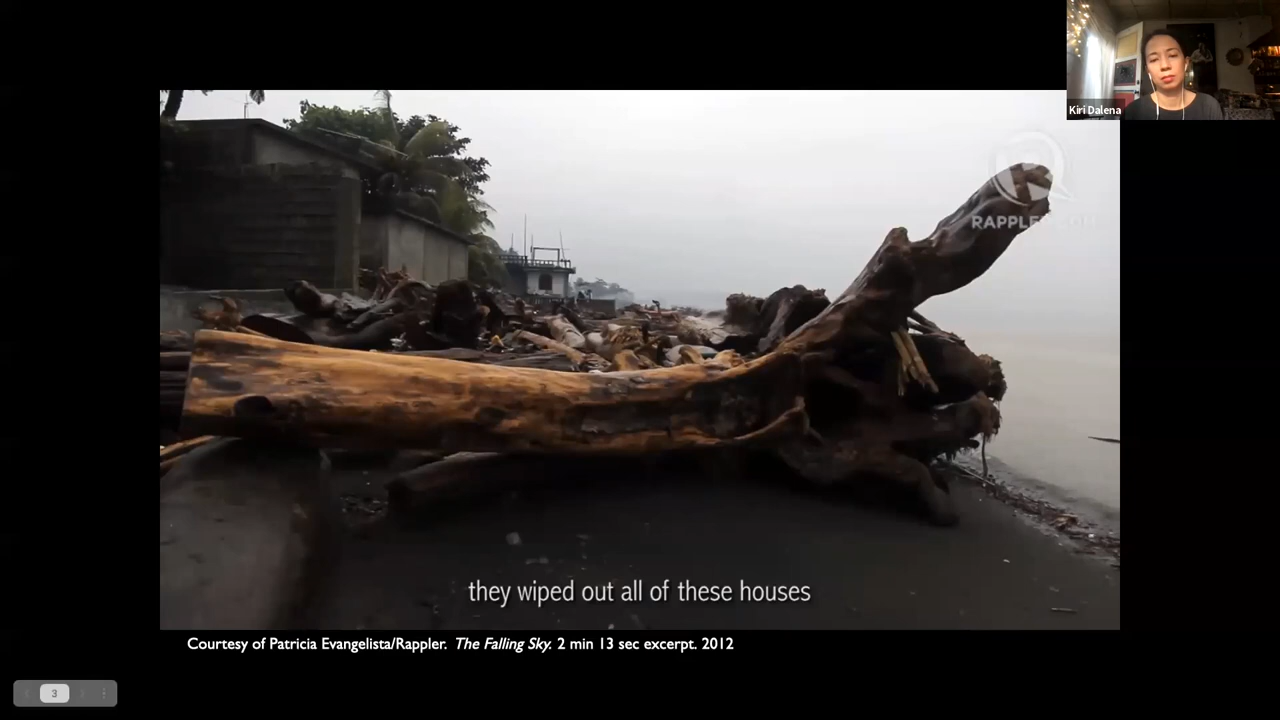 Kiri Dalena
RAPPLER.COM
they wiped out all of these houses
Courtesy of Patricia Evangelista/Rappler. The Falling Sky. 2 min 13 sec excerpt. 2012
3